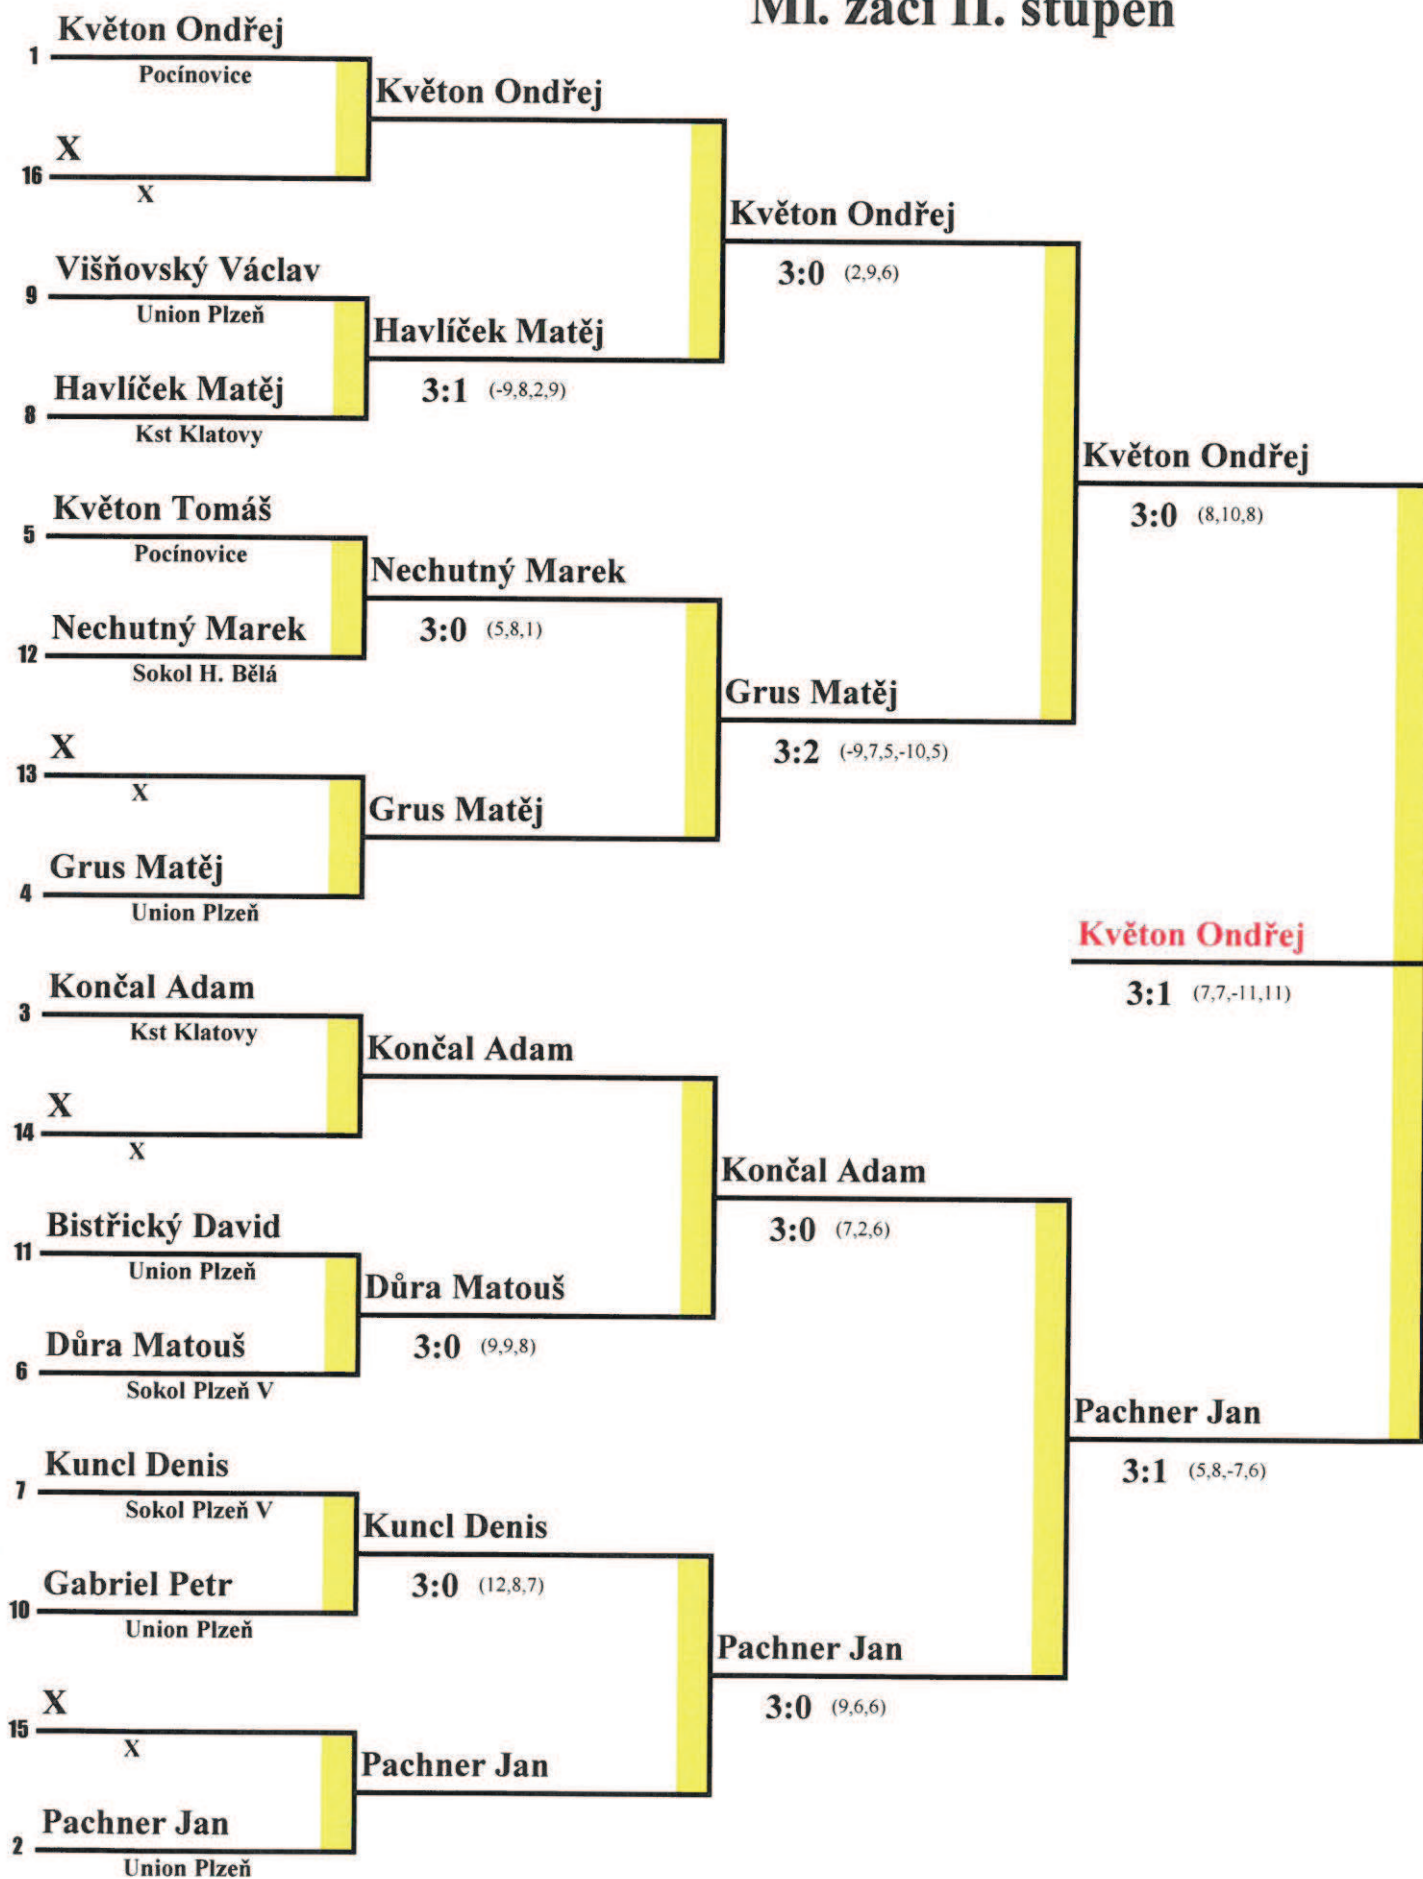 Ml. žáci II. stupeň
Květon Ondřej
1
Pocínovice
Květon Ondřej
X
16
X
Květon Ondřej
3:0 (2,9,6)
Višňovský Václav
9
Union Plzeň
Havlíček Matěj
3:1 (-9,8,2,9)
Havlíček Matěj
8
Kst Klatovy
Květon Ondřej
3:0 (8,10,8)
Květon Tomáš
5
Pocínovice
Nechutný Marek
3:0 (5,8,1)
Nechutný Marek
12
Sokol H. Bělá
Grus Matěj
3:2 (-9,7,5,-10,5)
X
13
X
Grus Matěj
Grus Matěj
4
Union Plzeň
Květon Ondřej
3:1 (7,7,-11,11)
Končal Adam
3
Kst Klatovy
Končal Adam
X
14
X
Končal Adam
3:0 (7,2,6)
Bistřický David
11
Union Plzeň
Důra Matouš
3:0 (9,9,8)
Důra Matouš
6
Sokol Plzeň V
Pachner Jan
3:1 (5,8,-7,6)
Kuncl Denis
7
Sokol Plzeň V
Kuncl Denis
3:0 (12,8,7)
Gabriel Petr
10
Union Plzeň
Pachner Jan
3:0 (9,6,6)
X
15
X
Pachner Jan
Pachner Jan
2
Union Plzeň